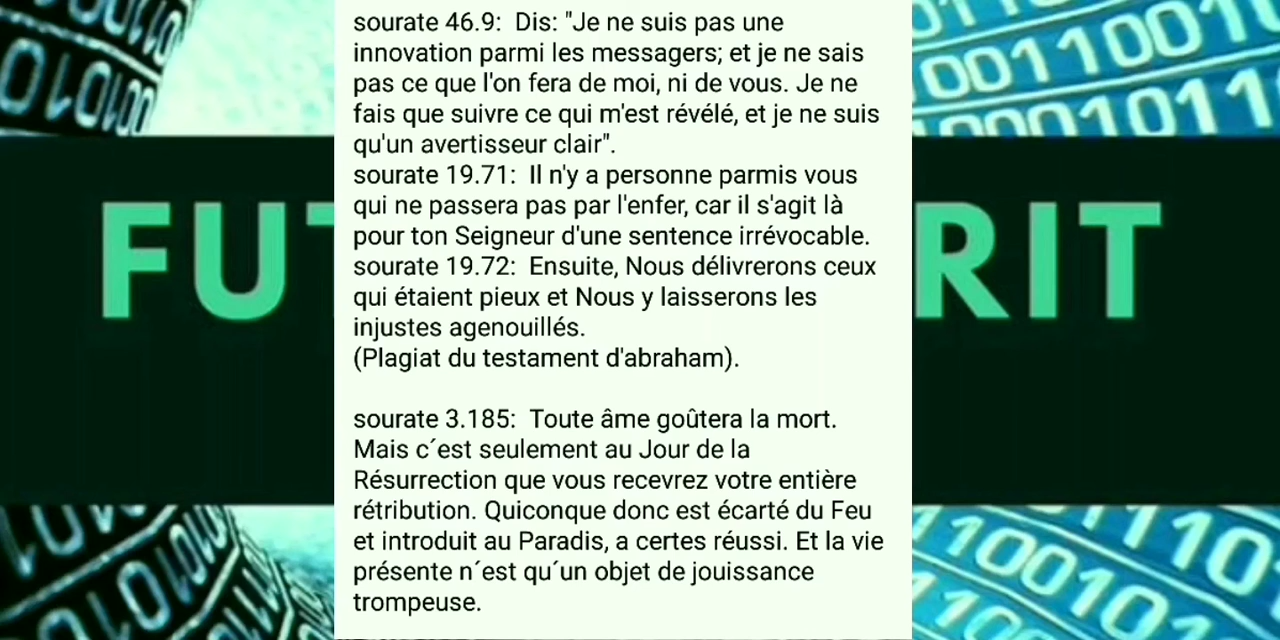 sourate 46.9: Dis: "Je ne suis pas une
innovation parmi les messagers; et je ne sais
pas ce que l'on fera de moi, ni de vous. Je ne
fais que suivre ce qui m'est révélé, et je ne suis
qu'un avertisseur clair".
sourate 19.71: Il n'y a personne parmis vous
qui ne passera pas par l'enfer, car il s'agit là
pour ton Seigneur d'une sentence irrévocable.
sourate 19.72: Ensuite, Nous délivrerons ceux
qui étaient pieux et Nous y laisserons les
injustes agenouillés.
(Plagiat du testament d'abraham).
sourate 3.185: Toute âme goûtera la mort.
Mais c´est seulement au Jour de la
Résurrection que vous recevrez votre entière
rétribution. Quiconque donc est écarté du Feu
et introduit au Paradis, a certes réussi. Et la vie
présente n´est qu´un objet de jouissance
trompeuse.
FUT RIT